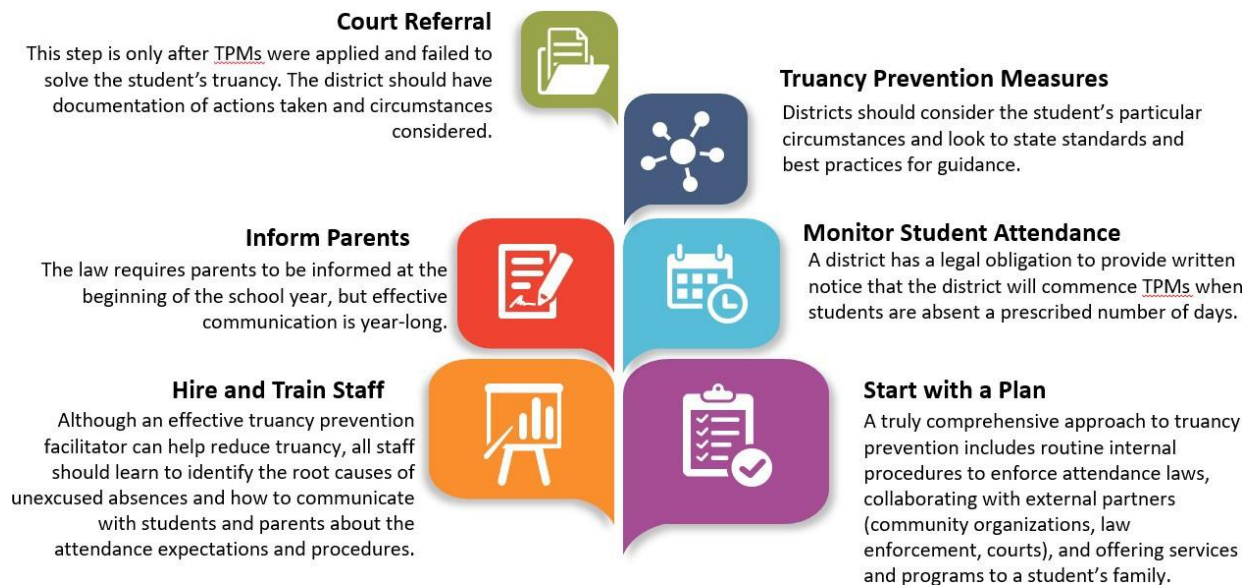 Court Referral
This step is only after TPMs were applied and failed to
solve the student’s truancy. The district should have
documentation of actions taken and circumstances
considered.
Truancy Prevention Measures
Districts should consider the student’s particular
circumstances and look to state standards and
best practices for guidance.
Inform Parents
The law requires parents to be informed at the
beginning of the school year, but effective
communication is year-long.
Monitor Student Attendance
A district has a legal obligation to provide written
notice that the district will commence TPMs when
students are absent a prescribed number of days.
Hire and Train Staff
Although an effective truancy prevention
facilitator can help reduce truancy, all staff
should learn to identify the root causes of
unexcused absences and how to communicate
with students and parents about the
attendance expectations and procedures.
Start with a Plan
A truly comprehensive approach to truancy
prevention includes routine internal
procedures to enforce attendance laws,
collaborating with external partners
(community organizations, law
enforcement, courts), and offering services
and programs to a student’s family.